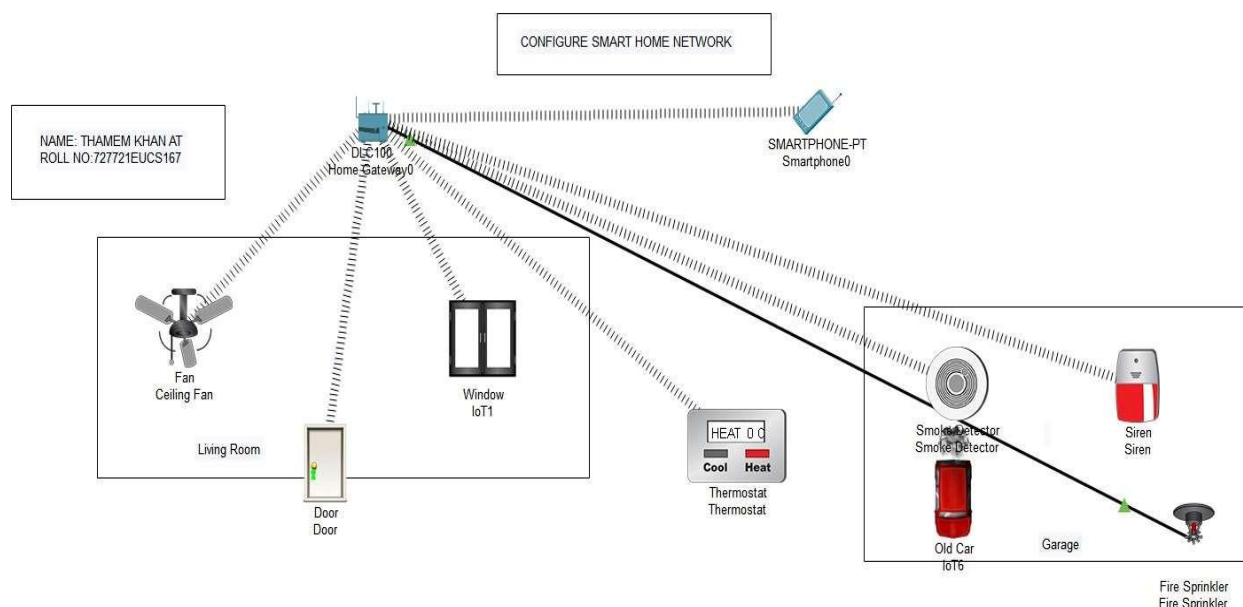 CONFIGURE SMART HOME NETWORK
NAME: THAMEM KHAN AT
ROLL NO:727721EUCS167
DLC100
Home Gateway0
SMARTPHONE-PT
Smartphone0
Fan
Ceiling Fan
Window
IoT1
Living Room
Door
Door
HEAT 0 C
Cool Heat
Thermostat
Thermostat
Smoke Detector
Smoke Detector
Siren
Siren
Old Car
IoT6
Garage
Fire Sprinkler
Fire Sprinkler